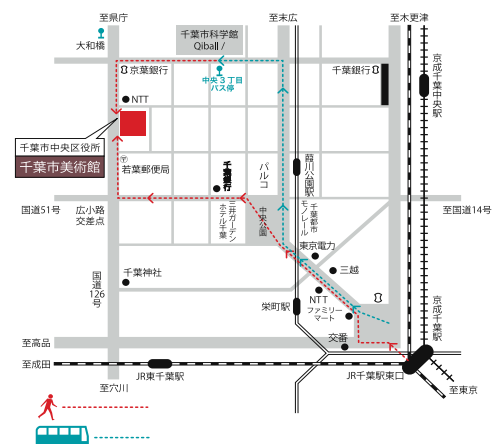 至県庁
至末広
至木更津
大和橋
千葉市科学館
Qiball/
京葉銀行
中央3丁目
バス停
千葉銀行
京成千葉中央駅
NTT
千葉市中央区役所
千葉市美術館
若葉郵便局
千葉銀行
パルコ
葭川公園駅
国道51号
広小路
交差点
三井ガーデン
ホテル千葉
中央公園
千葉都市
モノレール
至国道14号
東京電力
三越
千葉神社
国道126号
NTT
ファミリー
マート
栄町駅
京成千葉駅
交番
至高品
至成田
JR東千葉駅
JR千葉駅東口
至穴川
至東京